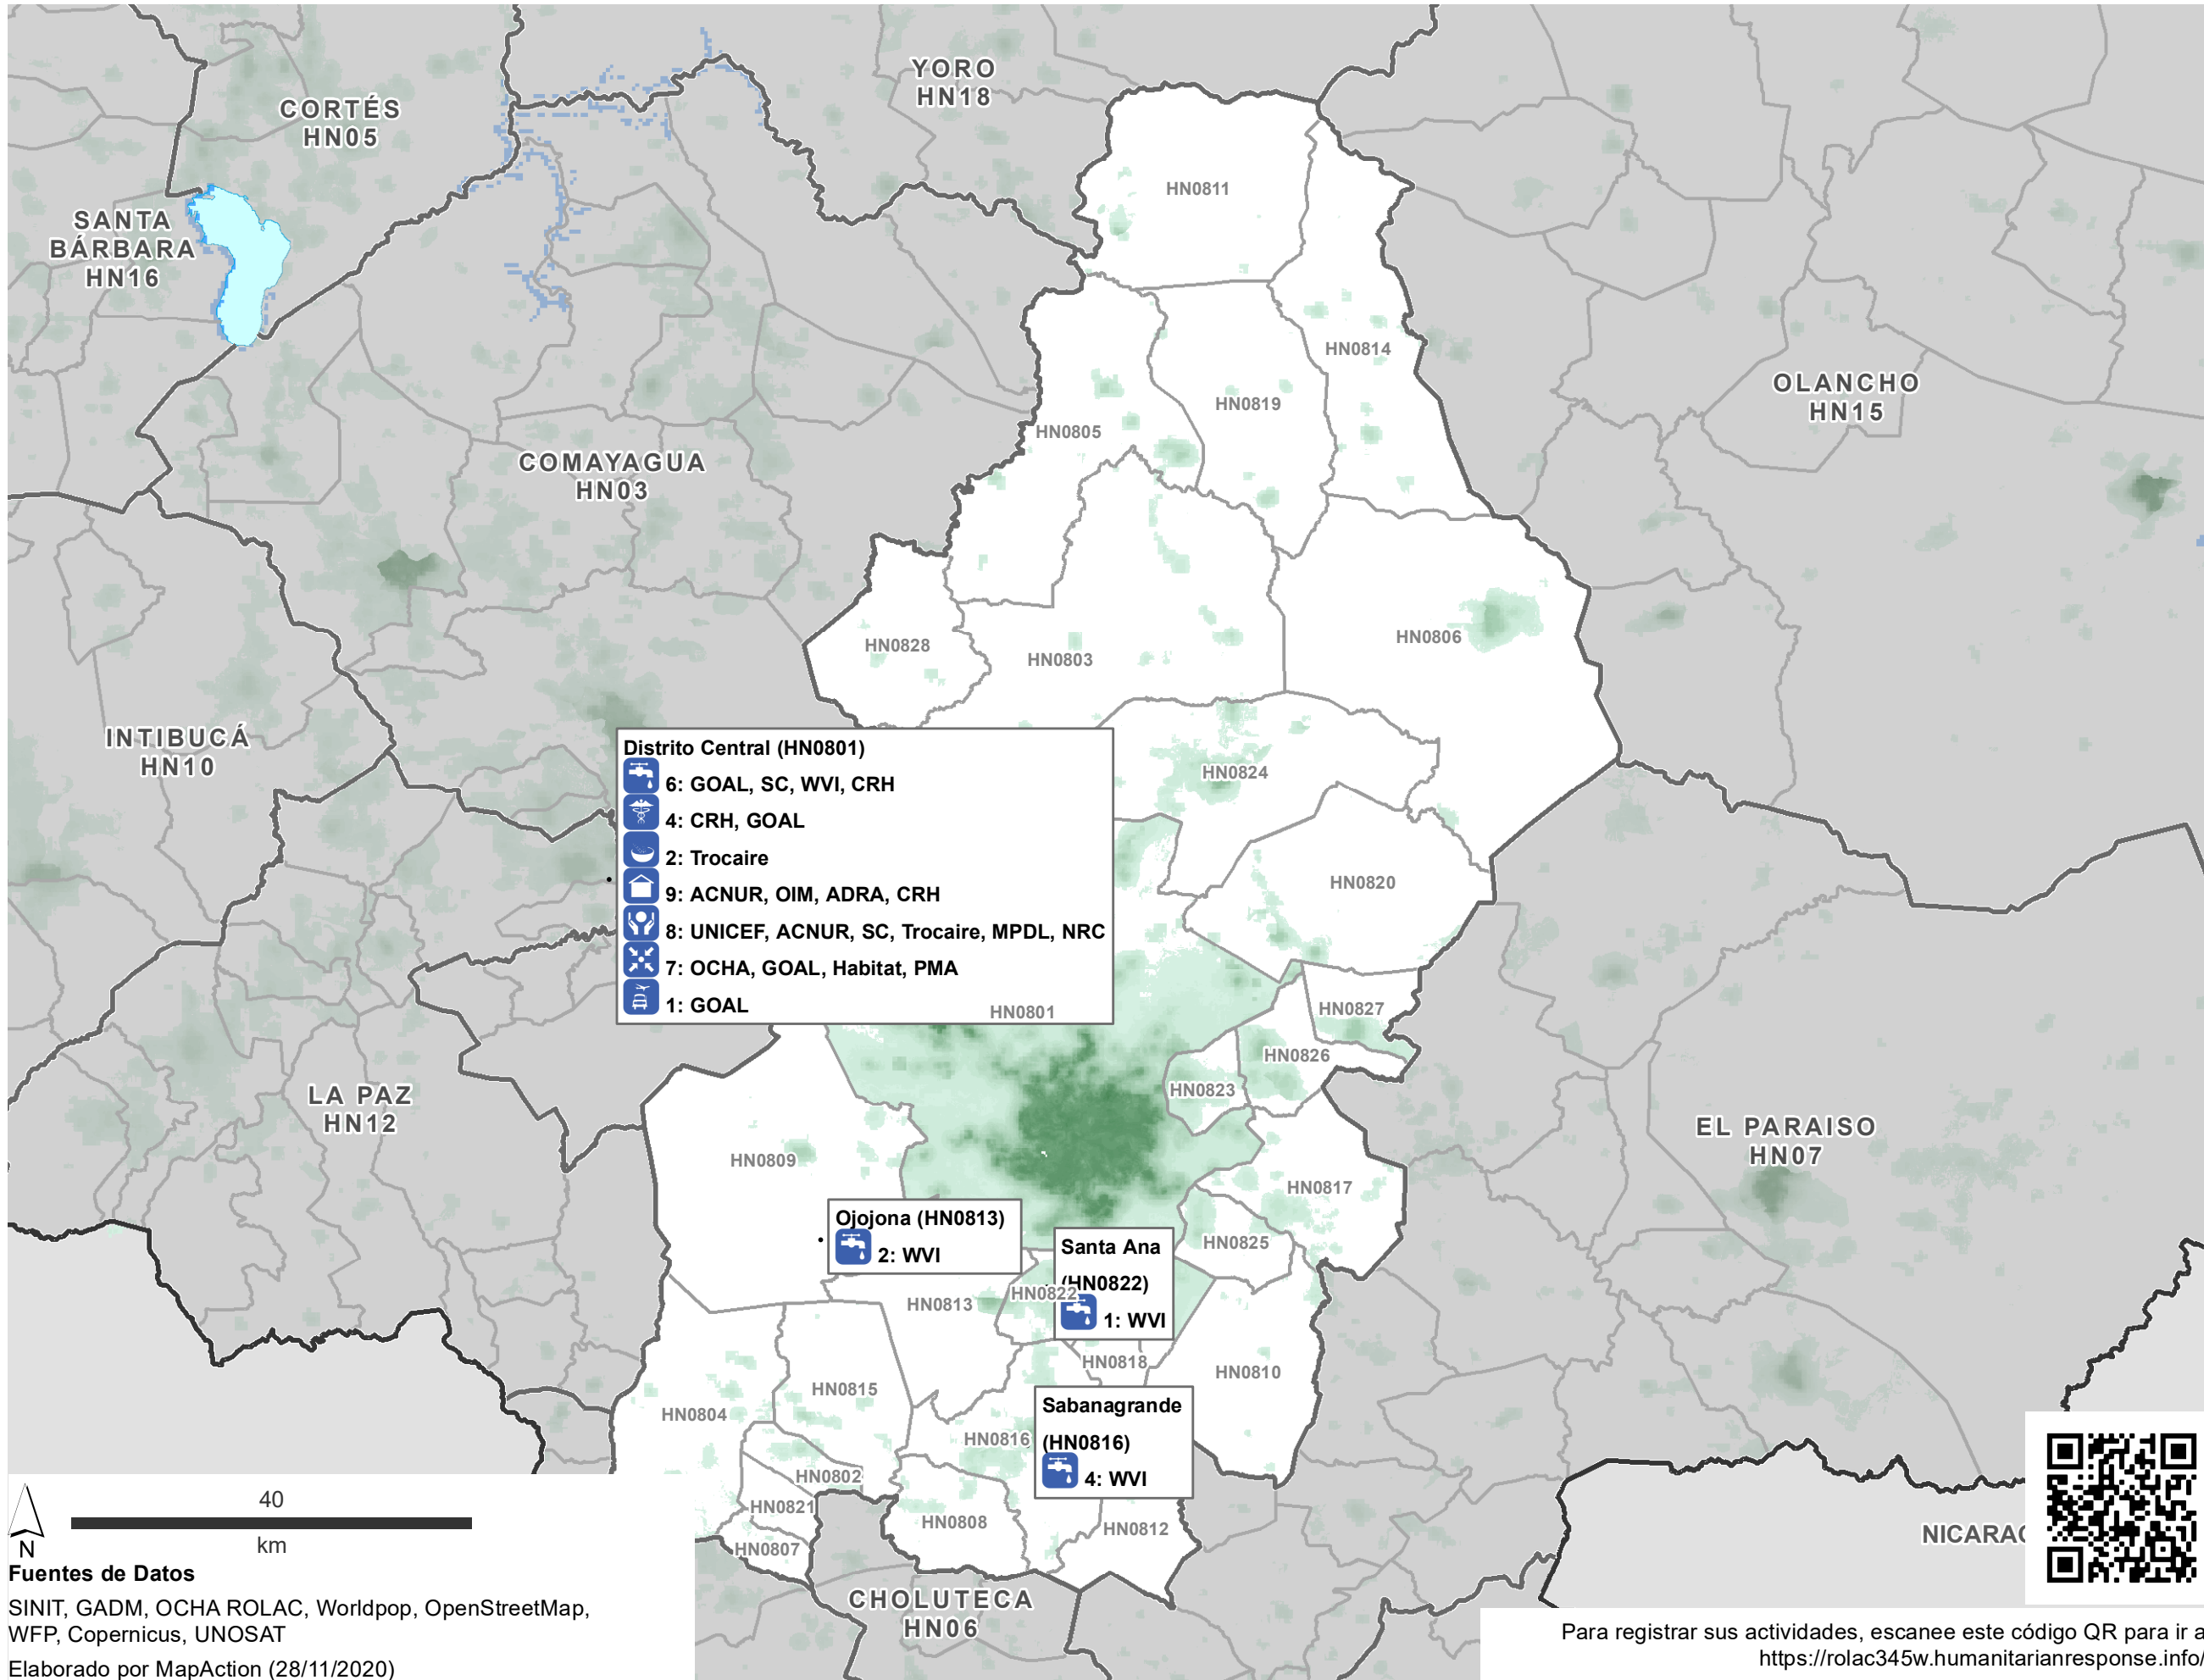 YORO
HN18
CORTÉS
HN05
HN0811
SANTA
BÁRBARA
HN16
HN0814
OLANCHO
HN15
HN0819
HN0805
COMAYAGUA
HN03
HN0806
HN0828
HN0803
INTIBUCÁ
HN10
Distrito Central (HN0801)
6: GOAL, SC, WVI, CRH
4: CRH, GOAL
2: Trocaire
9: ACNUR, OIM, ADRA, CRH
8: UNICEF, ACNUR, SC, Trocaire, MPDL, NRC
7: OCHA, GOAL, Habitat, PMA
1: GOAL
HN0801
HN0824
HN0820
HN0827
HN0826
HN0823
LA PAZ
HN12
EL PARAISO
HN07
HN0809
HN0817
Ojojona (HN0813)
2: WVI
HN0825
Santa Ana
(HN0822)
1: WVI
HN0822
HN0813
HN0818
HN0810
HN0815
HN0804
Sabanagrande
(HN0816)
4: WVI
HN0816
HN0802
HN0821
HN0808
HN0812
HN0807
NICARAG
CHOLUTECA
HN06
40
km
N
Fuentes de Datos
SINIT, GADM, OCHA ROLAC, Worldpop, OpenStreetMap,
WFP, Copernicus, UNOSAT
Elaborado por MapAction (28/11/2020)
Para registrar sus actividades, escanee este código QR para ir a
https://rolac345w.humanitarianresponse.info/